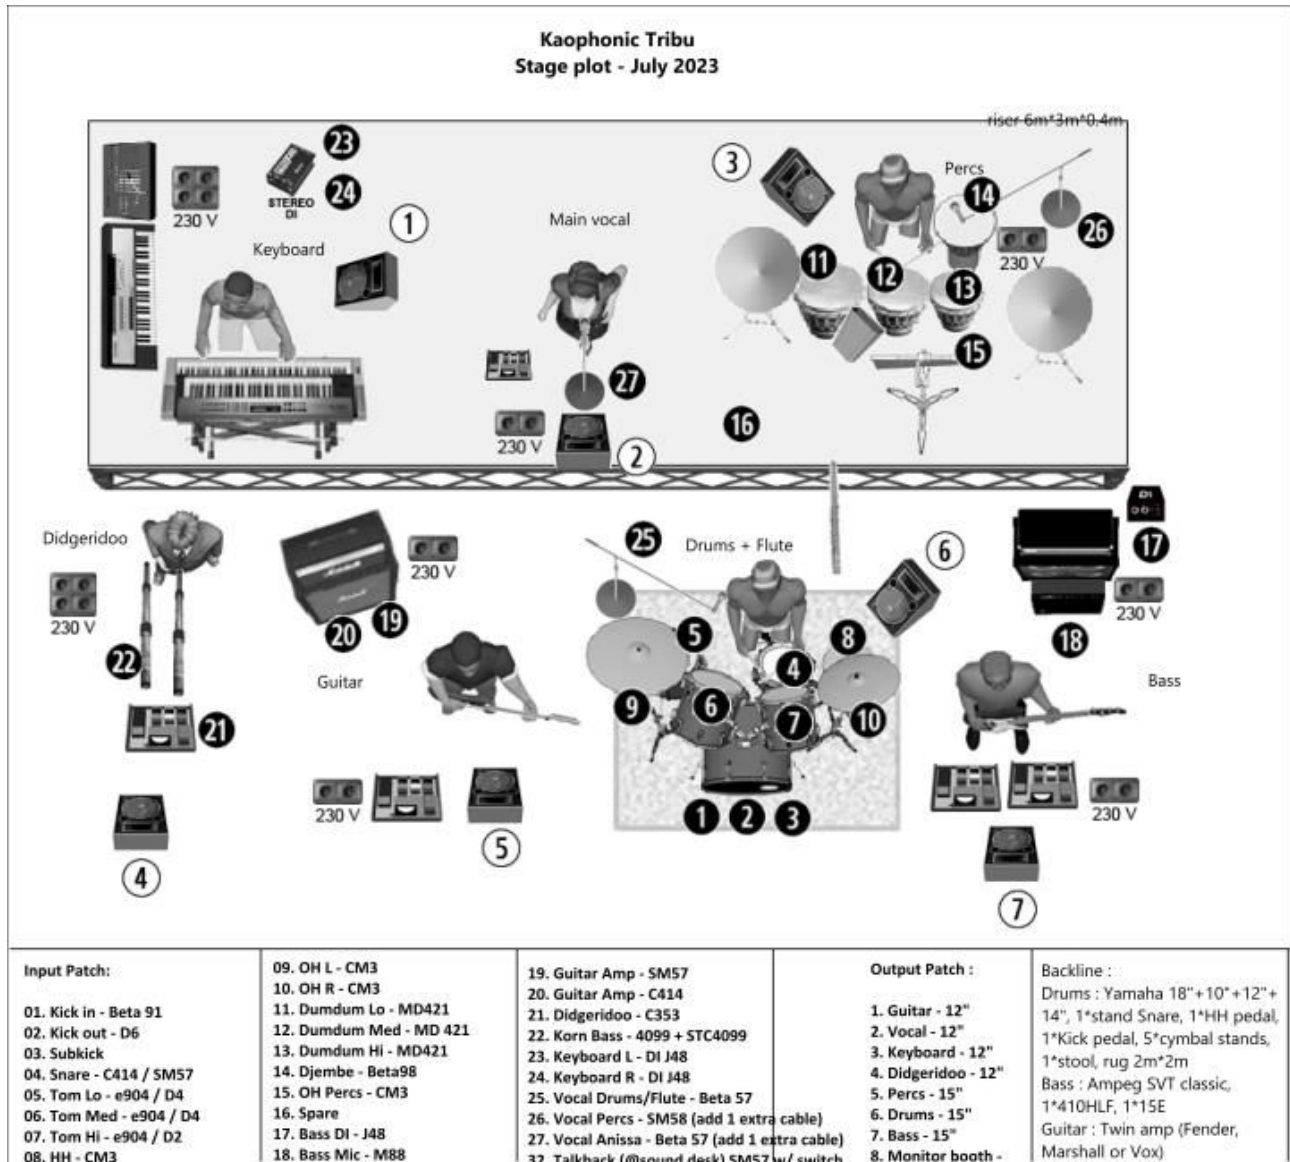 Kaophonic Tribu
Stage plot - July 2023
riser 6m*3m*0.4m
23
24
230 V
STEREO
DI
1
Keyboard
Main vocal
3
Percs
14
26
230 V
11
12
13
15
27
16
230 V
2
Didgeridoo
230 V
22
21
4
230 V
20
19
Guitar
230 V
5
25
Drums + Flute
6
5
8
4
9
6
7
10
1
2
3
DI
17
230 V
18
Bass
230 V
7
Input Patch:
01. Kick in - Beta 91
02. Kick out - D6
03. Subkick
04. Snare - C414 / SM57
05. Tom Lo - e904 / D4
06. Tom Med - e904 / D4
07. Tom Hi - e904 / D2
08. HH - CM3
09. OH L - CM3
10. OH R - CM3
11. Dumdum Lo - MD421
12. Dumdum Med - MD 421
13. Dumdum Hi - MD421
14. Djembe - Beta98
15. OH Percs - CM3
16. Spare
17. Bass DI - J48
18. Bass Mic - M88
19. Guitar Amp - SM57
20. Guitar Amp - C414
21. Didgeridoo - C353
22. Korn Bass - 4099 + STC4099
23. Keyboard L - DI J48
24. Keyboard R - DI J48
25. Vocal Drums/Flute - Beta 57
26. Vocal Percs - SM58 (add 1 extra cable)
27. Vocal Anissa - Beta 57 (add 1 extra cable)
32. Talkback (@sound desk) SM57 w/ switch
Output Patch :
1. Guitar - 12"
2. Vocal - 12"
3. Keyboard - 12"
4. Didgeridoo - 12"
5. Percs - 15"
6. Drums - 15"
7. Bass - 15"
8. Monitor booth -
Backline :
Drums : Yamaha 18"+10"+12"+
14", 1*stand Snare, 1*HH pedal,
1*Kick pedal, 5*cymbal stands,
1*stool, rug 2m*2m
Bass : Ampeg SVT classic,
1*410HLF, 1*15E
Guitar : Twin amp (Fender,
Marshall or Vox)